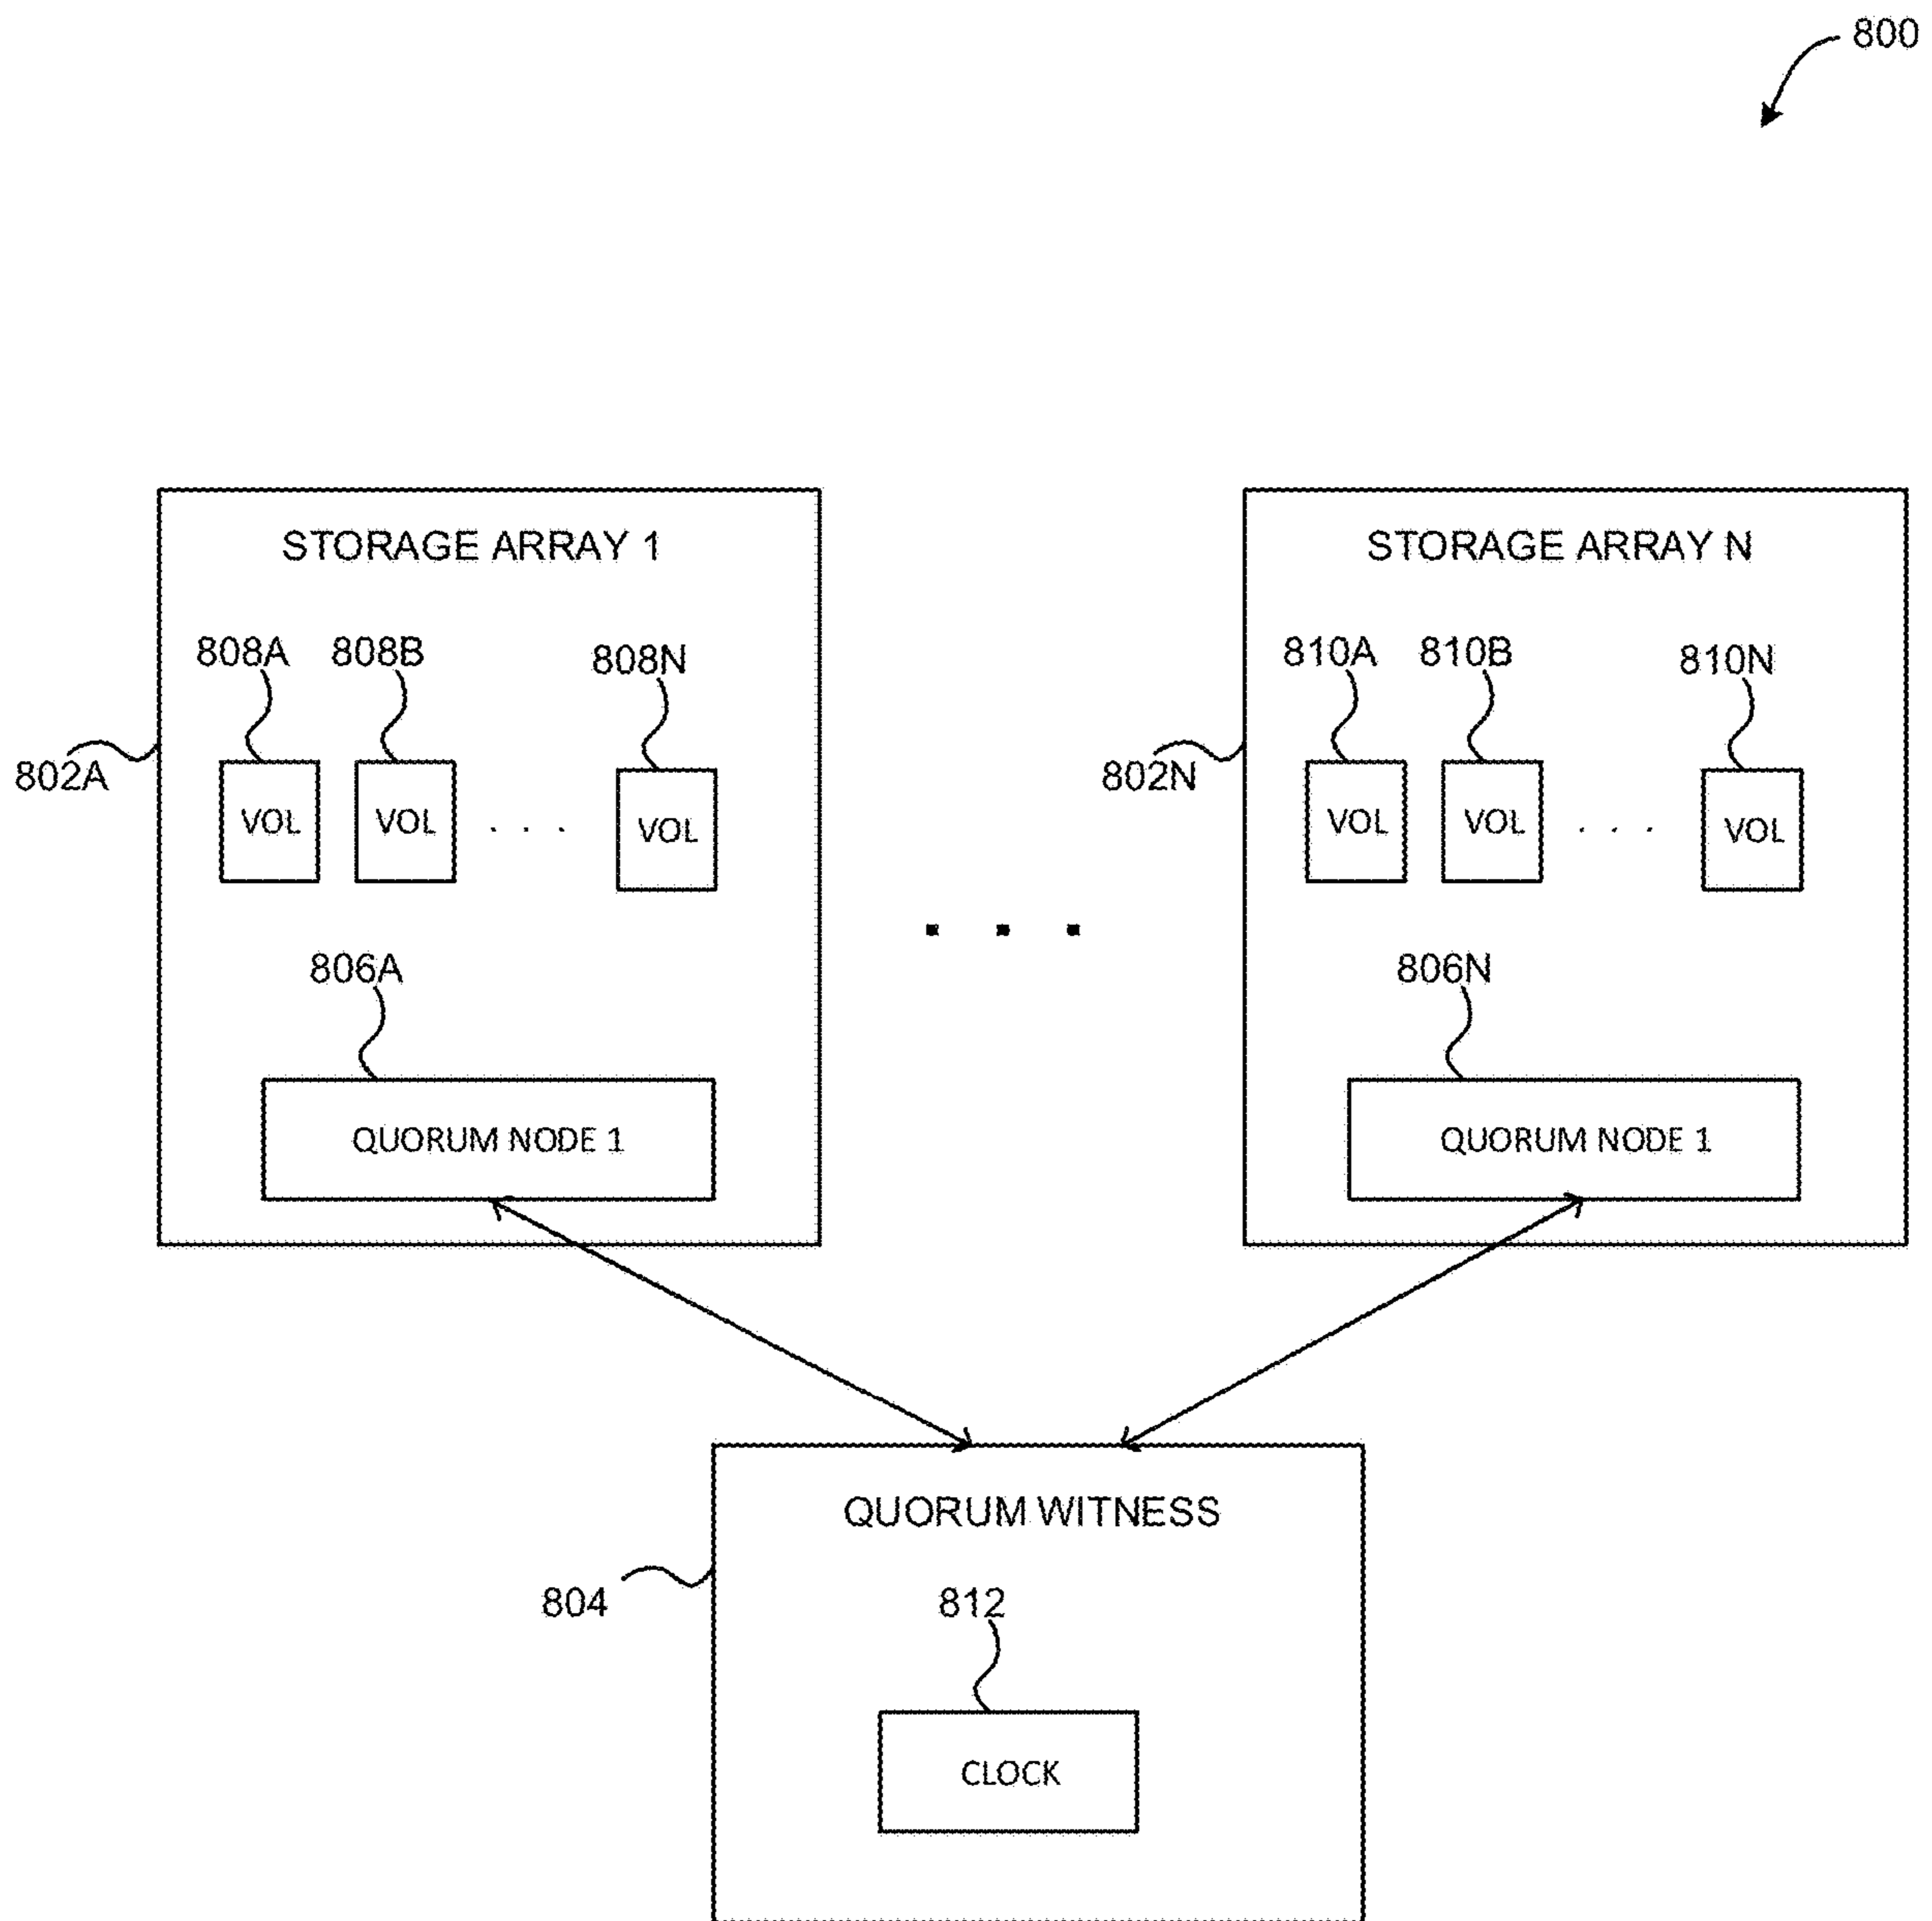 800
STORAGE ARRAY 1
STORAGE ARRAY N
808A 808B 808N
810A 810B 810N
802A
802N
VOL VOL . . . VOL
VOL VOL . . . VOL
. . .
806A
806N
QUORUM NODE 1
QUORUM NODE 1
QUORUM WITNESS
804
812
CLOCK